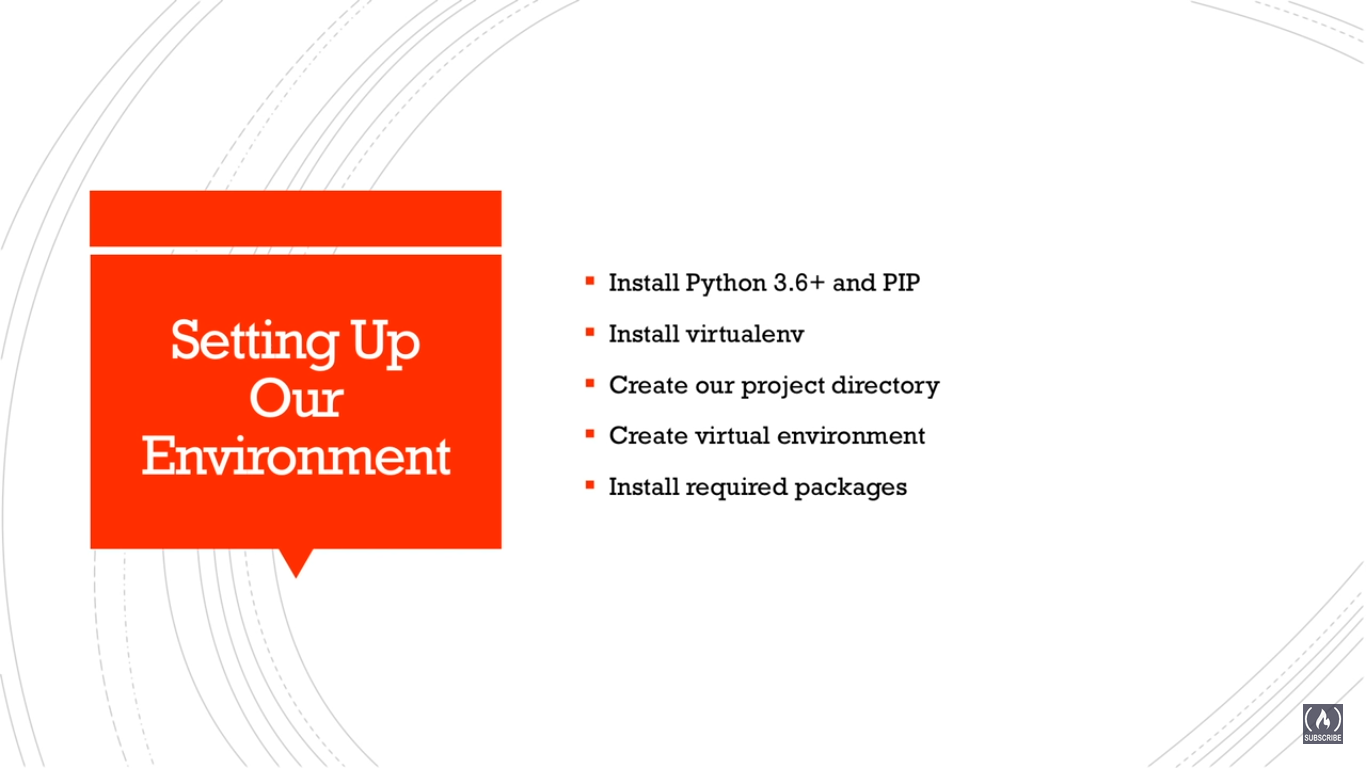 Setting Up
Our
Environment
Install Python 3.6+ and PIP
Install virtualenv
Create our project directory
Create virtual environment
Install required packages
SUBSCRIBE